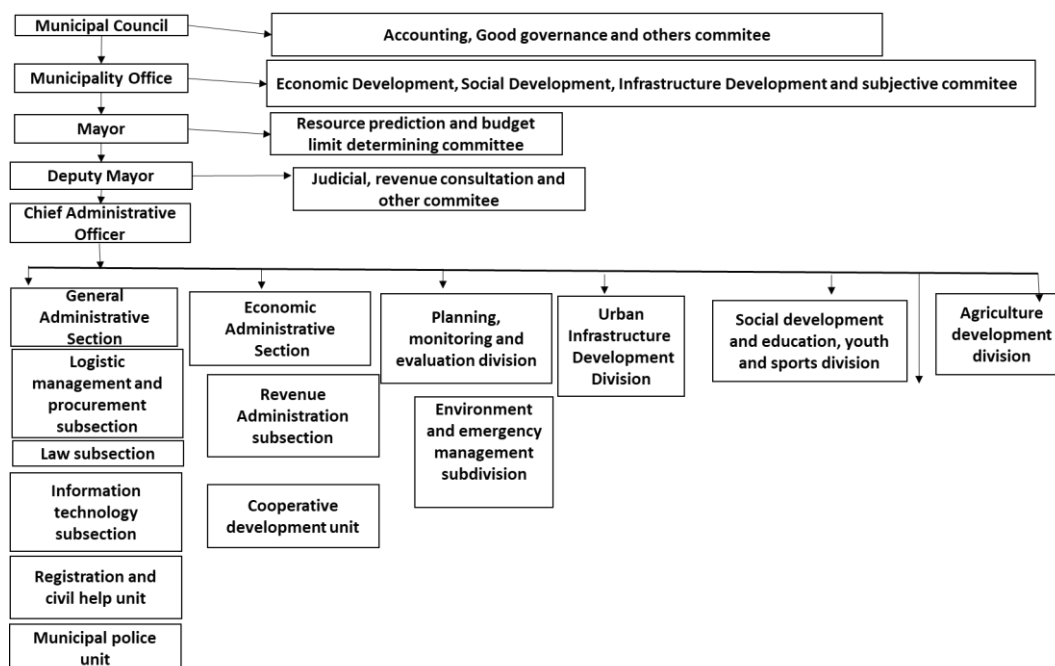 Municipal Council
Accounting, Good governance and others commitee
Municipality Office
Economic Development, Social Development, Infrastructure Development and subjective commitee
Mayor
Resource prediction and budget
limit determining committee
Deputy Mayor
Judicial, revenue consultation and
other commitee
Chief Administrative
Officer
General
Administrative
Section
Logistic
management and
procurement
subsection
Law subsection
Information
technology
subsection
Registration and
civil help unit
Municipal police
unit
Economic
Administrative
Section
Revenue
Administration
subsection
Cooperative
development unit
Planning,
monitoring and
evaluation division
Environment
and emergency
management
subdivision
Urban
Infrastructure
Development
Division
Social development
and education, youth
and sports division
Agriculture
development
division